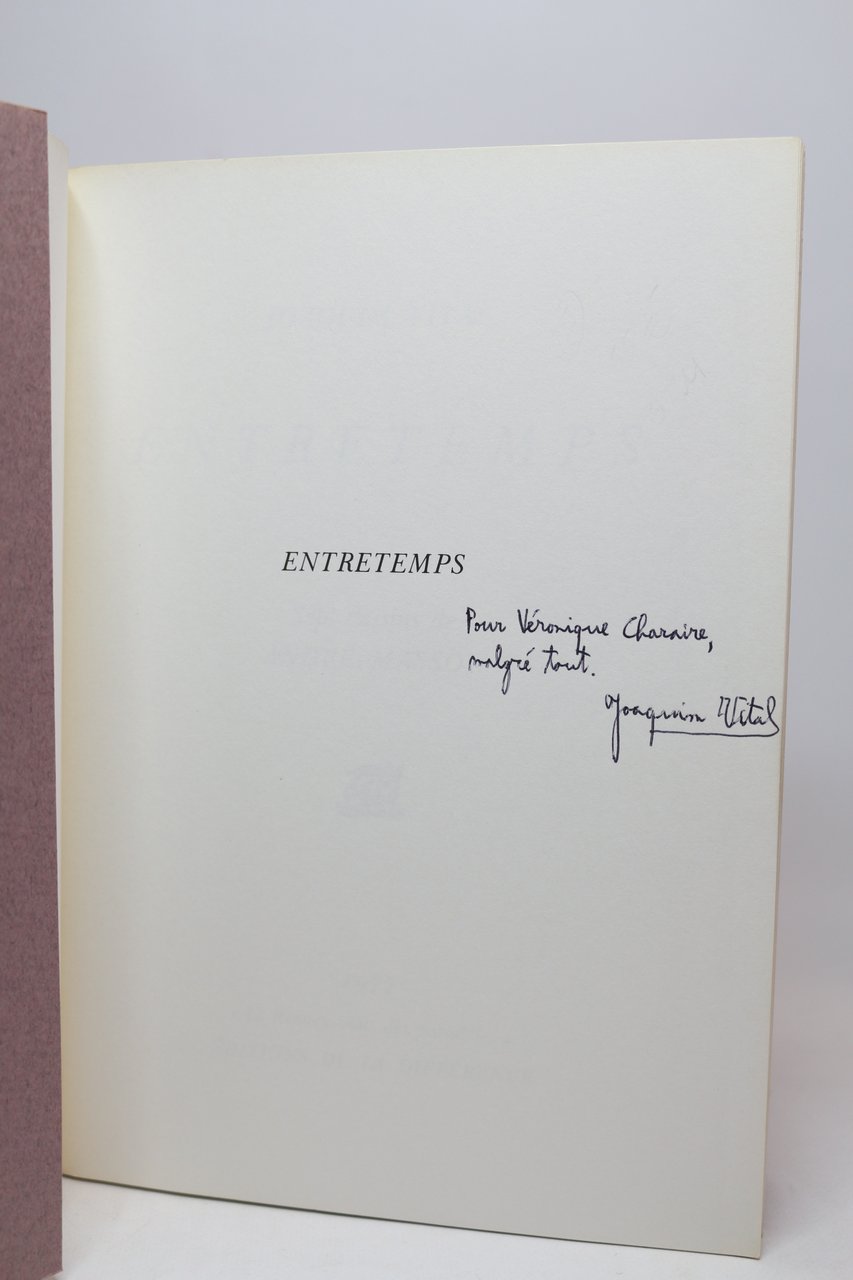 ENTRETEMPS
Pour Véronique Charaire,
malgré tout.
Joaquim Vital